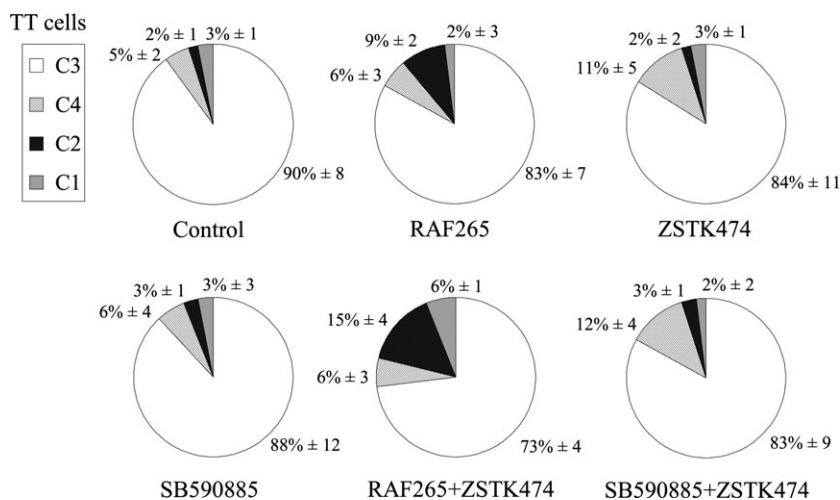 TT cells
C3
C4
C2
C1
2% ± 1 3% ± 1
5% ± 2
90% ± 8
Control
2% ± 3
9% ± 2
6% ± 3
83% ± 7
RAF265
2% ± 2 3% ± 1
11% ± 5
84% ± 11
ZSTK474
3% ± 1 3% ± 3
6% ± 4
88% ± 12
SB590885
6% ± 1
15% ± 4
6% ± 3
73% ± 4
RAF265+ZSTK474
3% ± 1 2% ± 2
12% ± 4
83% ± 9
SB590885+ZSTK474